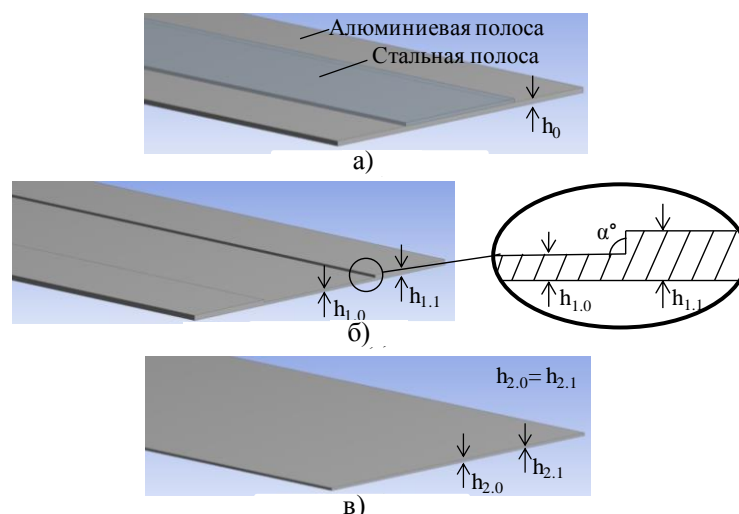 Алюминиевая полоса
Стальная полоса
h0
а)
α°
h1.0
h1.1
h1.0
h1.1
б)
h2.0= h2.1
h2.0
h2.1
в)